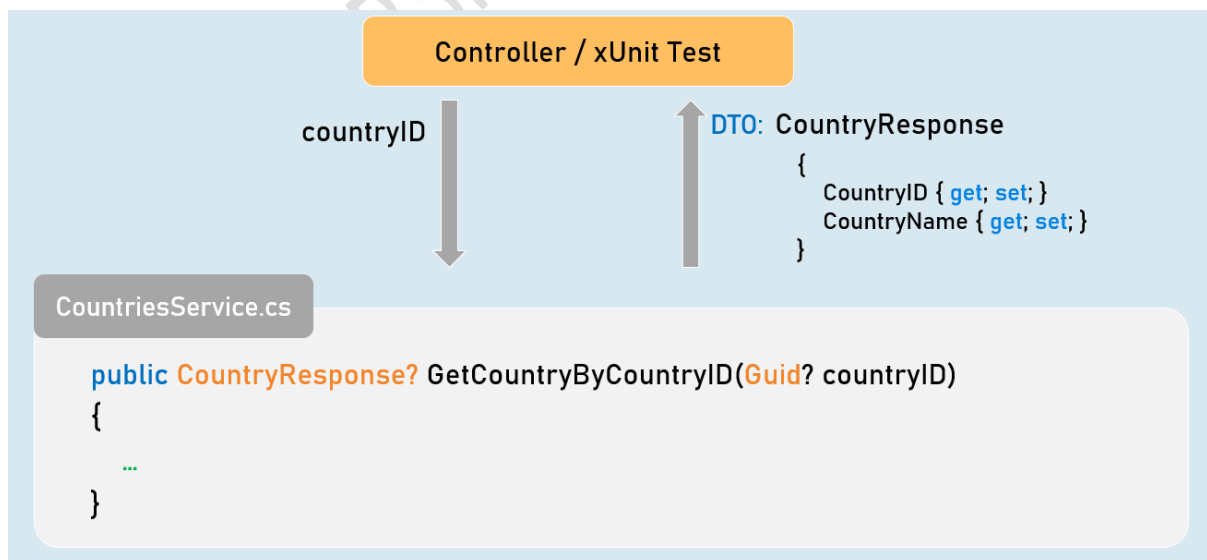 Controller / xUnit Test
countryID
DTO: CountryResponse
{
CountryID { get; set; }
CountryName { get; set; }
}
CountriesService.cs
public CountryResponse? GetCountryByCountryID(Guid? countryID)
{
...
}